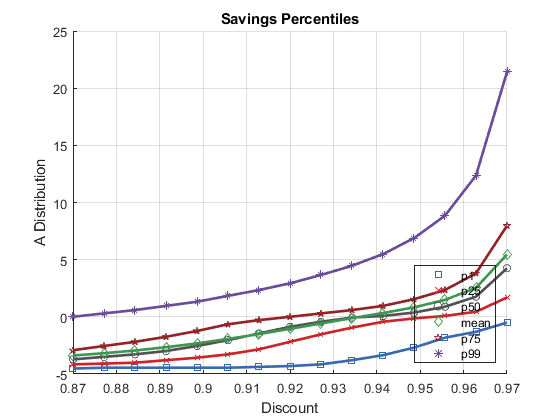 Savings Percentiles
A Distribution
25
20
15
10
5
0
-5
p1
p25
p50
mean
p75
p99
0.87 0.88 0.89 0.9 0.91 0.92 0.93 0.94 0.95 0.96 0.97
Discount